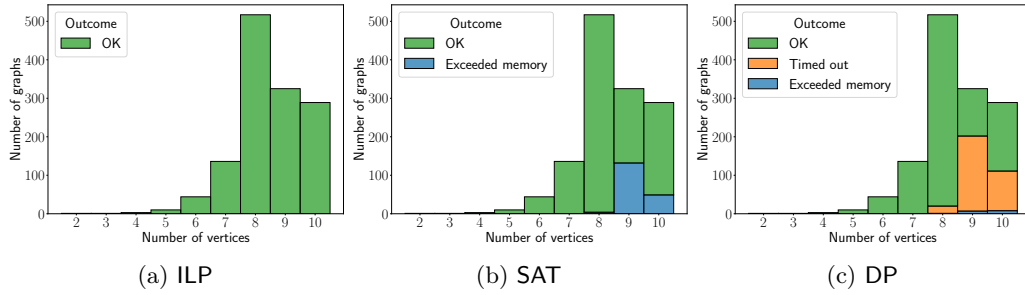 Number of graphs
500
400
300
200
100
0
Outcome
OK
2 3 4 5 6 7 8 9 10
Number of vertices
(a) ILP
Number of graphs
500
400
300
200
100
0
Outcome
OK
Exceeded memory
2 3 4 5 6 7 8 9 10
Number of vertices
(b) SAT
Number of graphs
500
400
300
200
100
0
Outcome
OK
Timed out
Exceeded memory
2 3 4 5 6 7 8 9 10
Number of vertices
(c) DP